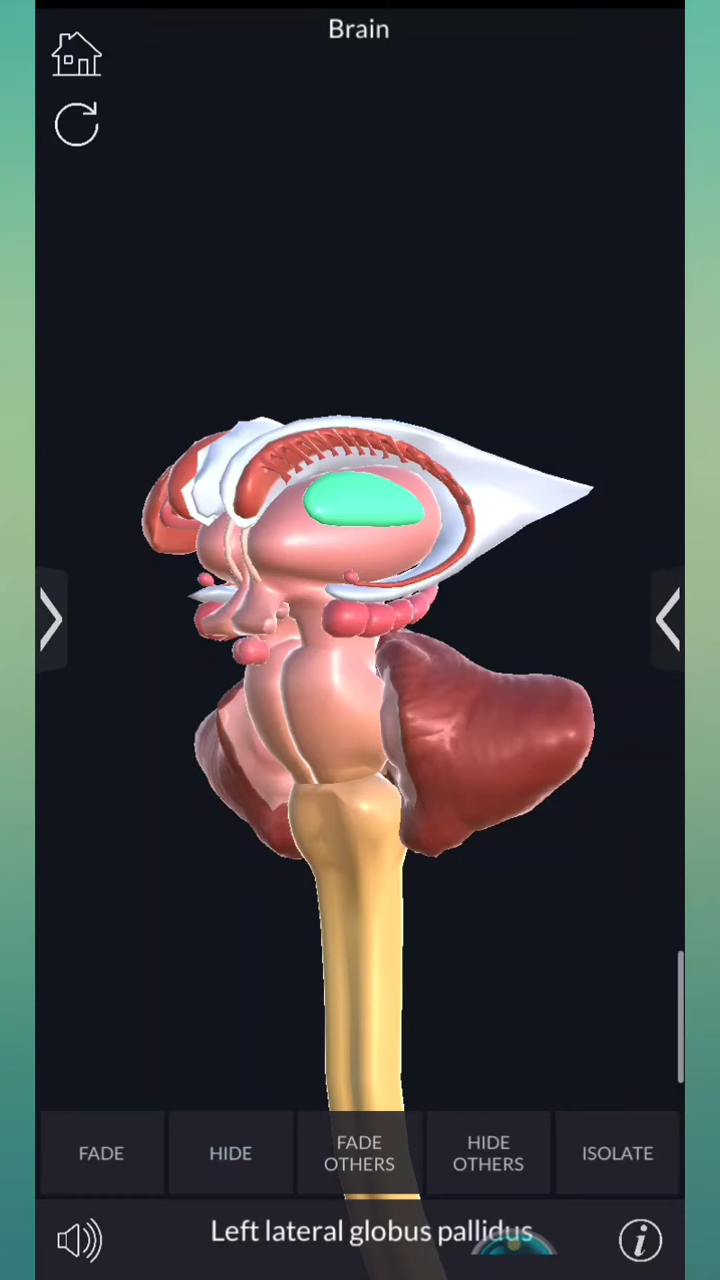 Brain
FADE
HIDE
FADE
OTHERS
HIDE
OTHERS
ISOLATE
Left lateral globus pallidus
i